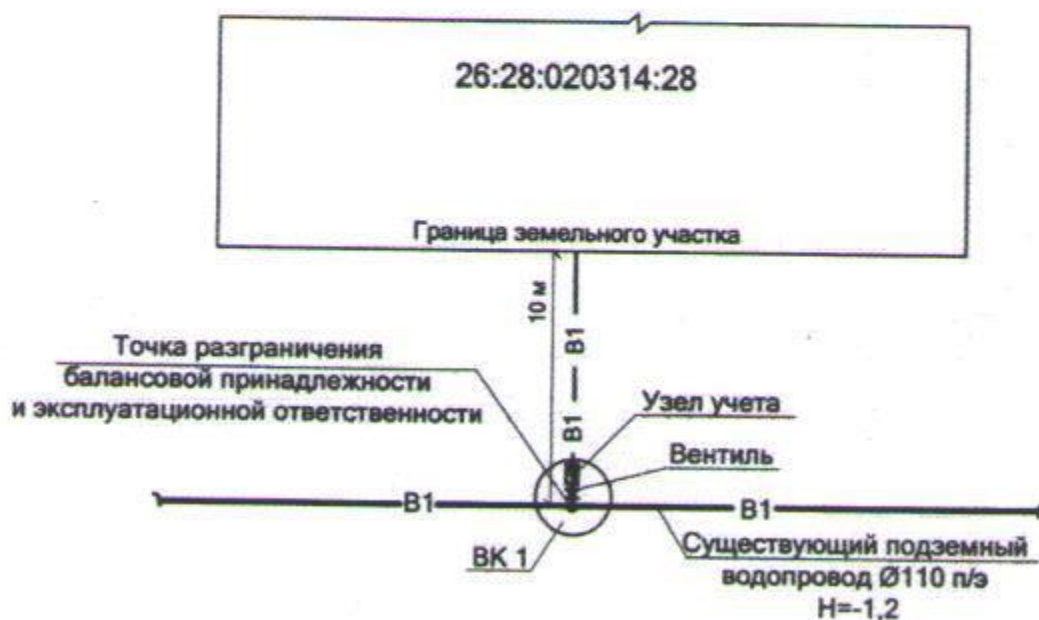 26:28:020314:28
Граница земельного участка
10 м
В1
В1
Точка разграничения
балансовой принадлежности
и эксплуатационной ответственности
Узел учета
Вентиль
В1
В1
ВК 1
Существующий подземный
водопровод Ø110 п/э
Н=-1,2